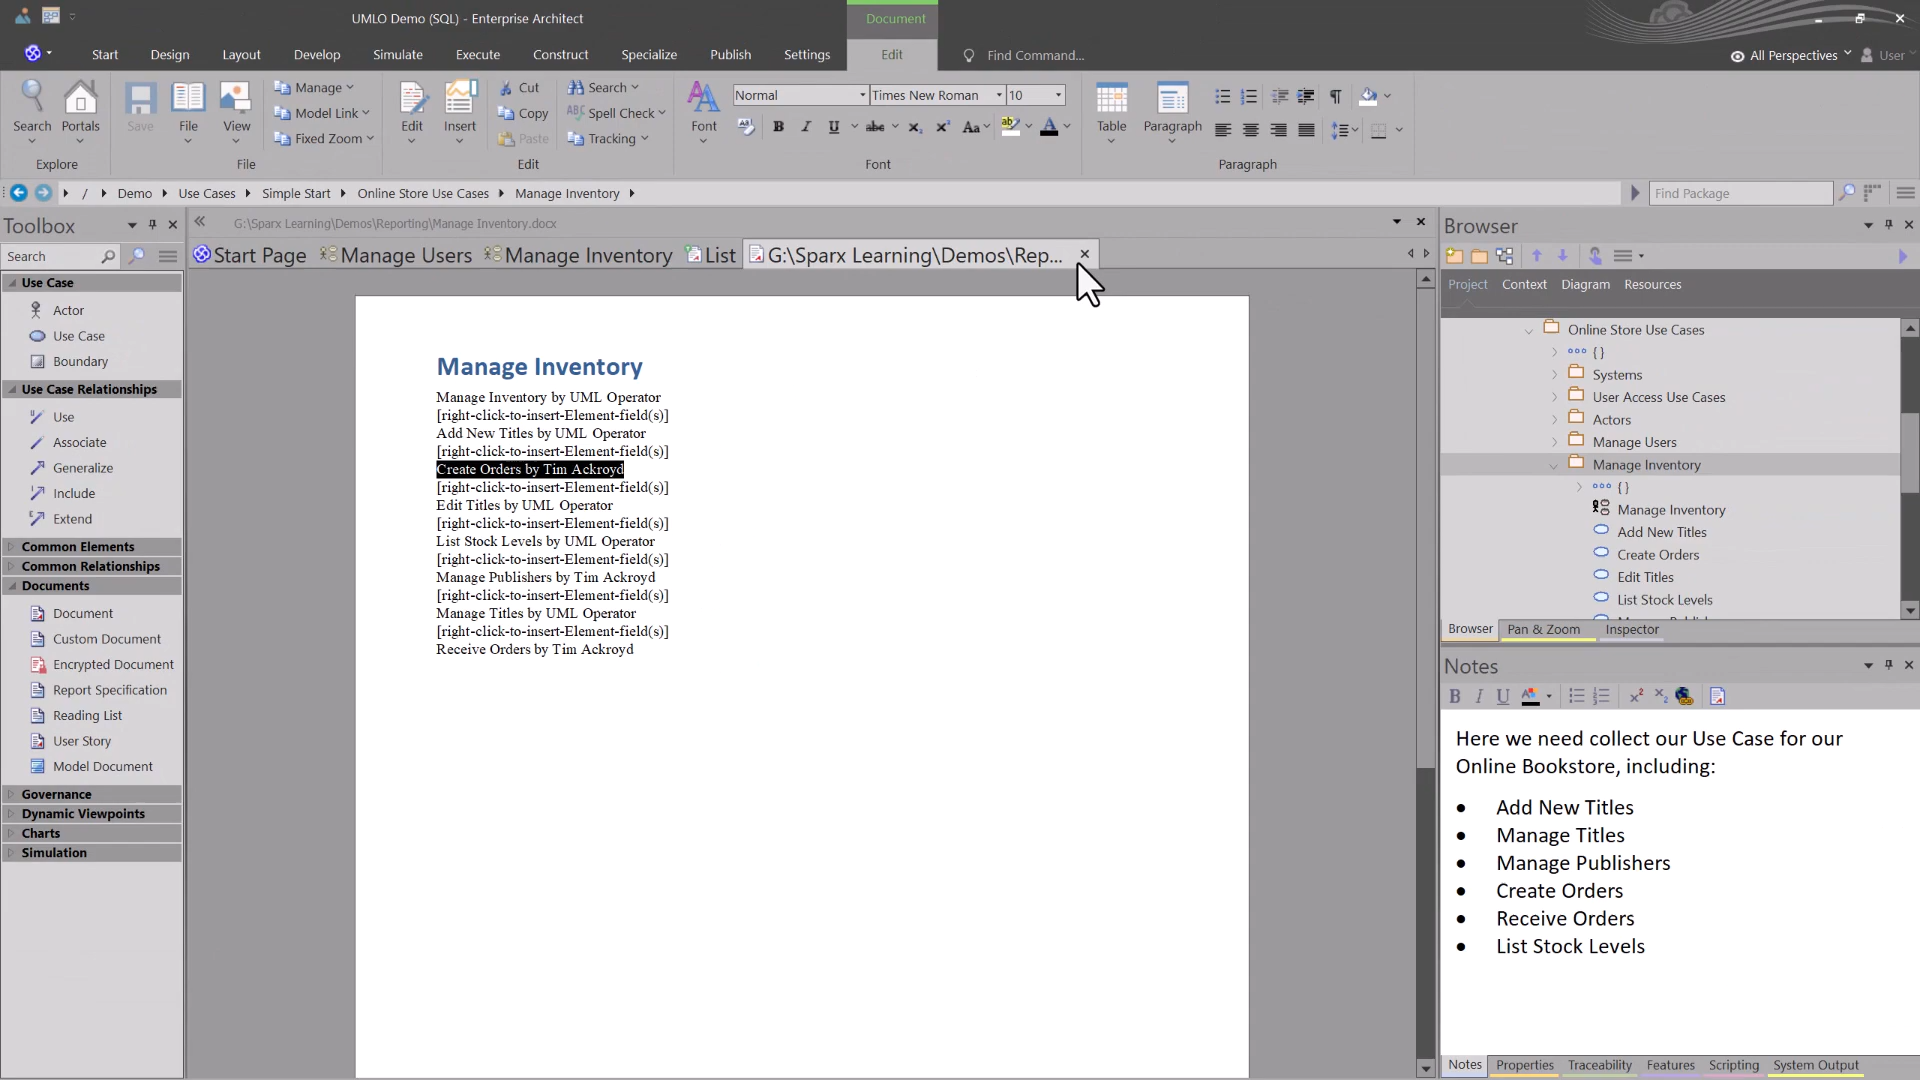 UMLO Demo (SQL) - Enterprise Architect
Document
Start
Design
Layout
Develop
Simulate
Execute
Construct
Specialize
Publish
Settings
Edit
Find Command...
All Perspectives
User
Search
Portals
Explore
Save
File
View
Manage
Model Link
Fixed Zoom
File
Edit
Insert
Cut
Copy
Paste
Search
Spell Check
Tracking
Edit
Font
Normal
Times New Roman
10
B I U abc x₂ x² Aa A
Font
Table
Paragraph
Paragraph
/ Demo Use Cases Simple Start Online Store Use Cases Manage Inventory
Find Package
Toolbox
Search
Use Case
Actor
Use Case
Boundary
Use Case Relationships
Use
Associate
Generalize
Include
Extend
Common Elements
Common Relationships
Documents
Document
Custom Document
Encrypted Document
Report Specification
Reading List
User Story
Model Document
Governance
Dynamic Viewpoints
Charts
Simulation
G:\Sparx Learning\Demos\Reporting\Manage Inventory.docx
Start Page
Manage Users
Manage Inventory
List
G:\Sparx Learning\Demos\Rep...
Manage Inventory
Manage Inventory by UML Operator
[right-click-to-insert-Element-field(s)]
Add New Titles by UML Operator
[right-click-to-insert-Element-field(s)]
Create Orders by Tim Ackroyd
[right-click-to-insert-Element-field(s)]
Edit Titles by UML Operator
[right-click-to-insert-Element-field(s)]
List Stock Levels by UML Operator
[right-click-to-insert-Element-field(s)]
Manage Publishers by Tim Ackroyd
[right-click-to-insert-Element-field(s)]
Manage Titles by UML Operator
[right-click-to-insert-Element-field(s)]
Receive Orders by Tim Ackroyd
Browser
Project
Context
Diagram
Resources
Online Store Use Cases
{ }
Systems
User Access Use Cases
Actors
Manage Users
Manage Inventory
{ }
Manage Inventory
Add New Titles
Create Orders
Edit Titles
List Stock Levels
Browser
Pan & Zoom
Inspector
Notes
B I U
Here we need collect our Use Case for our
Online Bookstore, including:
• Add New Titles
• Manage Titles
• Manage Publishers
• Create Orders
• Receive Orders
• List Stock Levels
Notes
Properties
Traceability
Features
Scripting
System Output